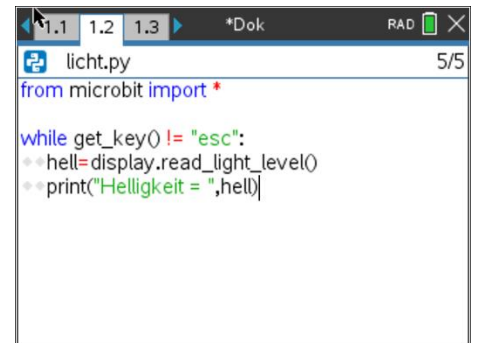 1.1 1.2 1.3 *Dok RAD
licht.py 5/5
from microbit import *
while get_key() != "esc":
hell=display.read_light_level()
print("Helligkeit = ",hell)